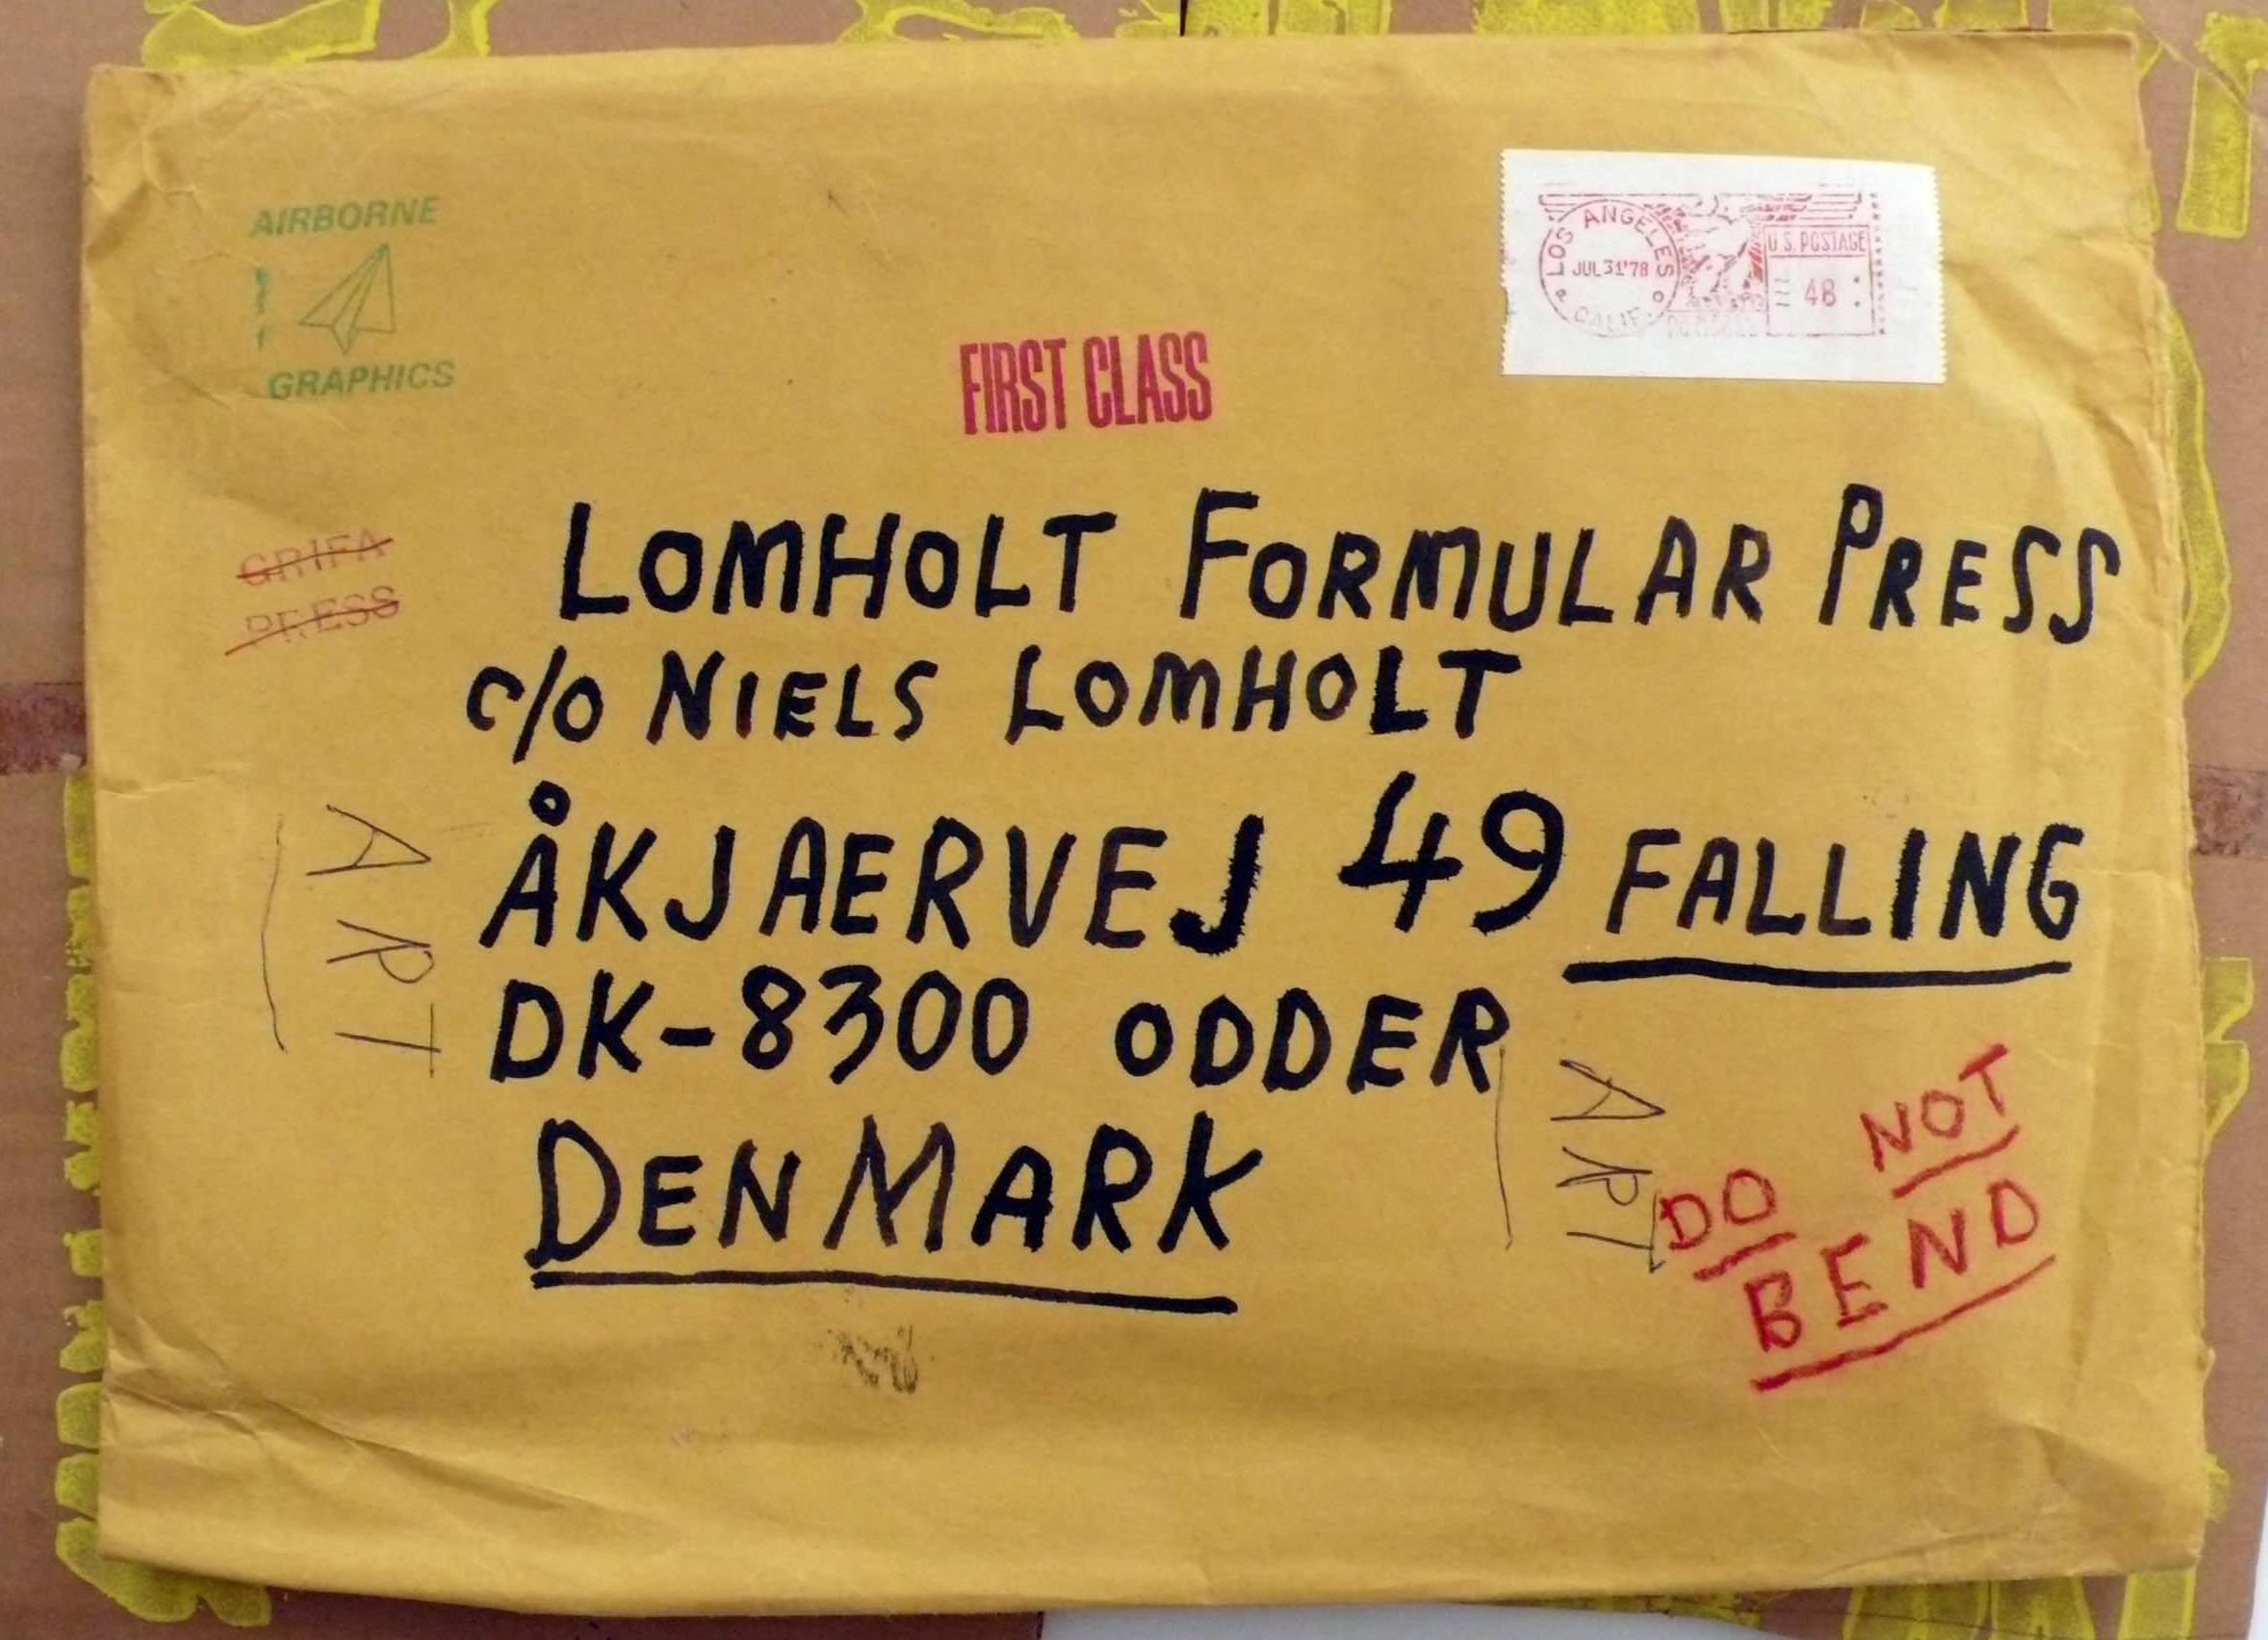 AIRBORNE
GRAPHICS
LOS ANGELES
JUL 31'78
CALIF
U.S. POSTAGE
48
FIRST CLASS
GRIFA
PRESS
LOMHOLT FORMULAR PRESS
c/o NIELS LOMHOLT
ÅKJAERVEJ 49 FALLING
DK-8300 ODDER
DENMARK
ART
ART
DO NOT
BEND